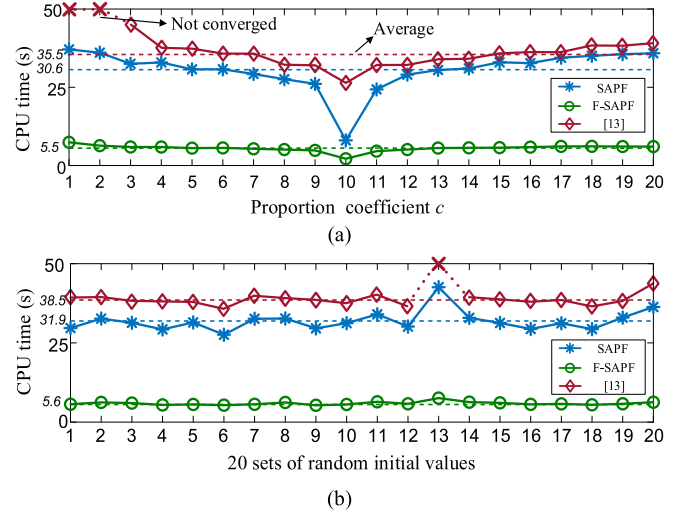 50
Not converged
Average
35.5
30.6
25
5.5
0
CPU time (s)
SAPF
F-SAPF
[13]
1 2 3 4 5 6 7 8 9 10 11 12 13 14 15 16 17 18 19 20
Proportion coefficient c
(a)
50
38.5
31.9
25
5.6
0
CPU time (s)
SAPF
F-SAPF
[13]
1 2 3 4 5 6 7 8 9 10 11 12 13 14 15 16 17 18 19 20
20 sets of random initial values
(b)